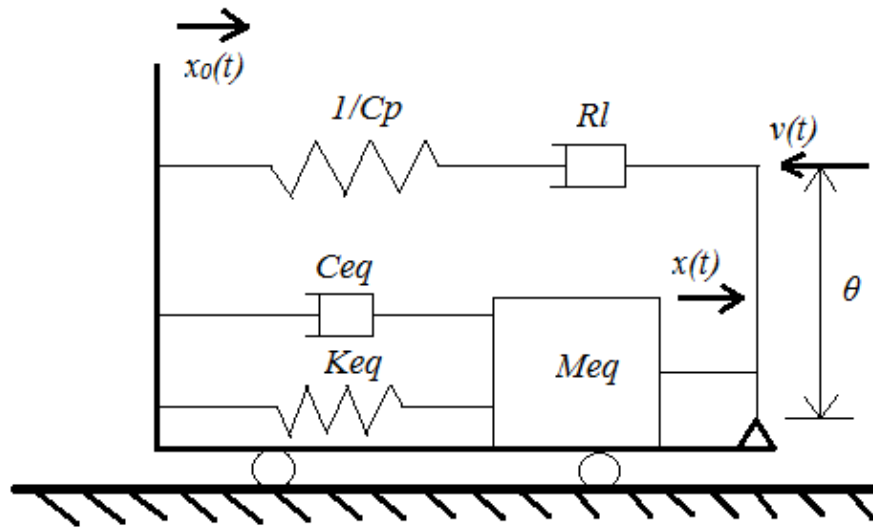 x₀(t)
1/Cp
Rl
v(t)
Ceq
x(t)
θ
Keq
Meq